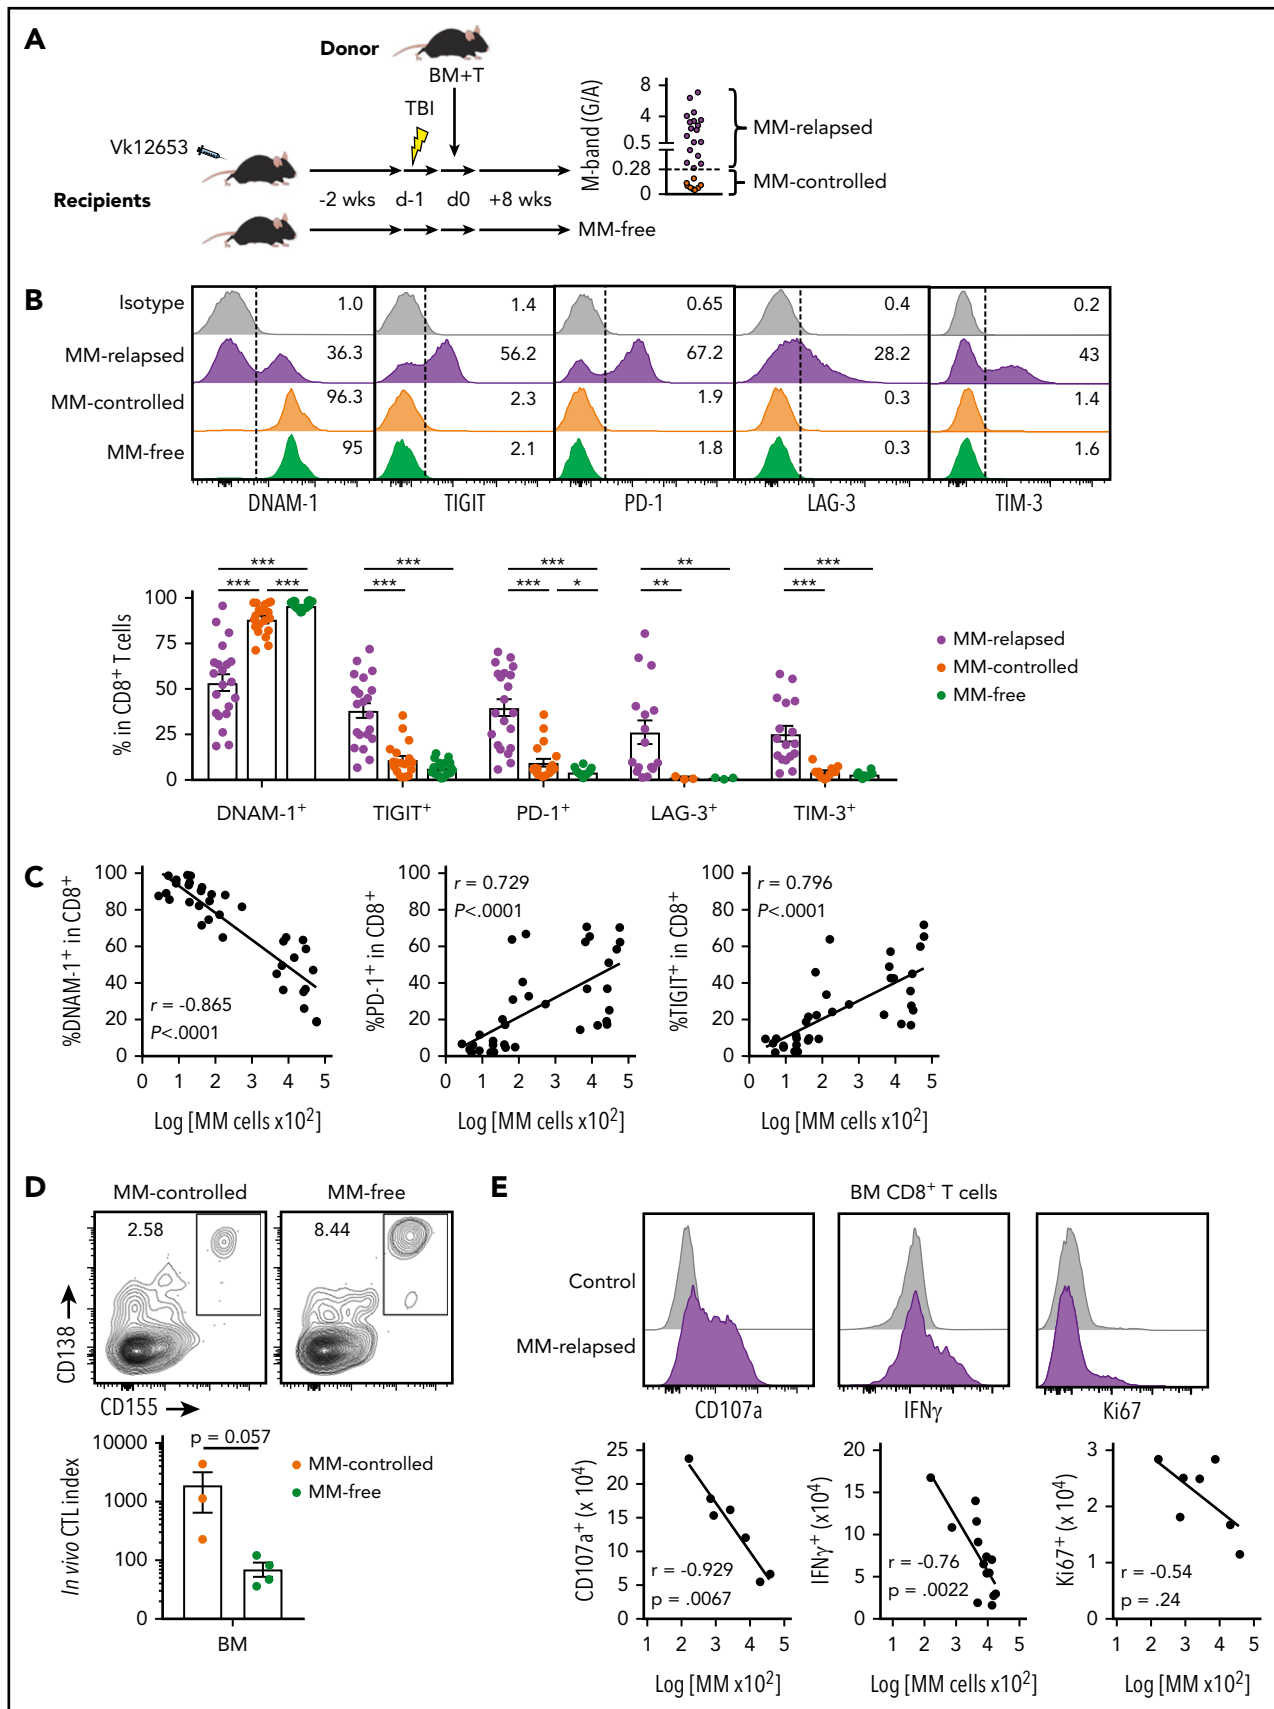 A
Donor
BM+T
TBI
Vk12653
Recipients
-2 wks
d-1
d0
+8 wks
MM-free
M-band (G/A)
8
4
0.5
0.28
0
MM-relapsed
MM-controlled
B
Isotype
1.0
1.4
0.65
0.4
0.2
MM-relapsed
36.3
56.2
67.2
28.2
43
MM-controlled
96.3
2.3
1.9
0.3
1.4
MM-free
95
2.1
1.8
0.3
1.6
DNAM-1
TIGIT
PD-1
LAG-3
TIM-3
*** *** *** ** ***
*** *** *** *** * ** ***
% in CD8⁺ T cells
100
75
50
25
0
DNAM-1⁺
TIGIT⁺
PD-1⁺
LAG-3⁺
TIM-3⁺
MM-relapsed
MM-controlled
MM-free
C
%DNAM-1⁺ in CD8⁺
100
80
60
40
20
0
r = -0.865
P<.0001
0 1 2 3 4 5
Log [MM cells x10²]
%PD-1⁺ in CD8⁺
100
80
60
40
20
0
r = 0.729
P<.0001
0 1 2 3 4 5
Log [MM cells x10²]
%TIGIT⁺ in CD8⁺
100
80
60
40
20
0
r = 0.796
P<.0001
0 1 2 3 4 5
Log [MM cells x10²]
D
MM-controlled
MM-free
2.58
8.44
CD138
CD155
In vivo CTL index
10000
1000
100
0
p = 0.057
BM
MM-controlled
MM-free
E
BM CD8⁺ T cells
Control
MM-relapsed
CD107a
IFNγ
Ki67
CD107a⁺ (x 10⁴)
25
20
15
10
5
0
r = -0.929
p = .0067
1 2 3 4 5
Log [MM x10²]
IFNγ⁺ (x10⁴)
20
15
10
5
0
r = -0.76
p = .0022
1 2 3 4 5
Log [MM cells x10²]
Ki67⁺ (x 10⁴)
3
2
1
0
r = -0.54
p = .24
1 2 3 4 5
Log [MM x10²]